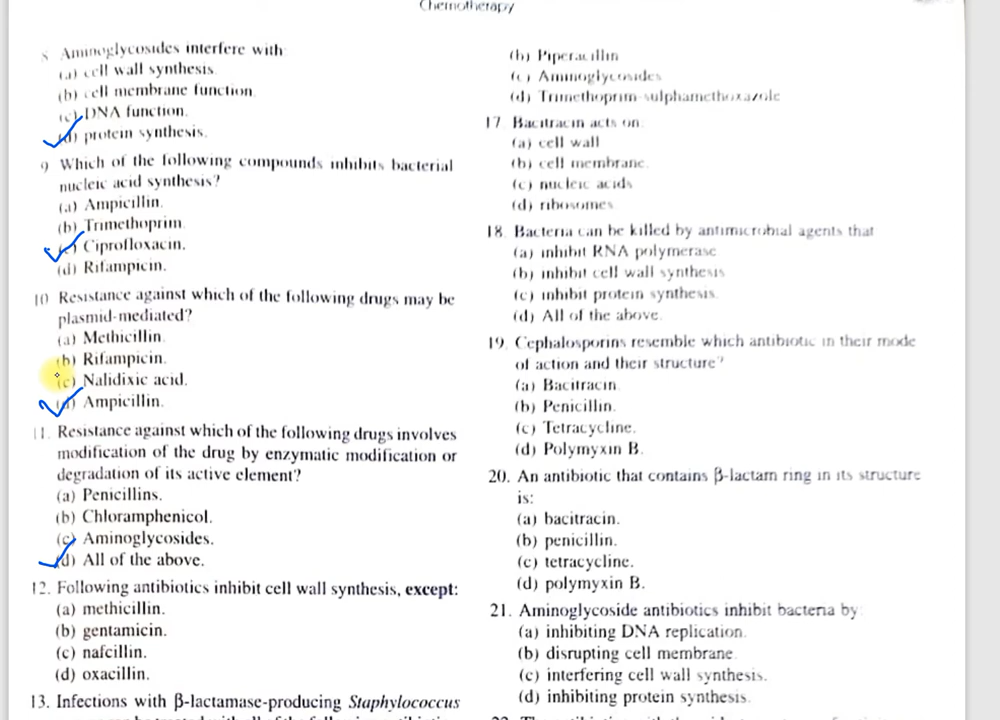 Chemotherapy
8. Aminoglycosides interfere with
(a) cell wall synthesis.
(b) cell membrane function.
(c) DNA function.
(d) protein synthesis.
9. Which of the following compounds inhibits bacterial
nucleic acid synthesis?
(a) Ampicillin.
(b) Trimethoprim.
(c) Ciprofloxacin.
(d) Rifampicin.
10. Resistance against which of the following drugs may be
plasmid-mediated?
(a) Methicillin.
(b) Rifampicin.
(c) Nalidixic acid.
(d) Ampicillin.
11. Resistance against which of the following drugs involves
modification of the drug by enzymatic modification or
degradation of its active element?
(a) Penicillins.
(b) Chloramphenicol.
(c) Aminoglycosides.
(d) All of the above.
12. Following antibiotics inhibit cell wall synthesis, except:
(a) methicillin.
(b) gentamicin.
(c) nafcillin.
(d) oxacillin.
13. Infections with β-lactamase-producing Staphylococcus
(b) Piperacillin
(c) Aminoglycosides
(d) Trimethoprim-sulphamethoxazole
17. Bacitracin acts on:
(a) cell wall
(b) cell membrane.
(c) nucleic acids
(d) ribosomes
18. Bacteria can be killed by antimicrobial agents that
(a) inhibit RNA polymerase
(b) inhibit cell wall synthesis
(c) inhibit protein synthesis.
(d) All of the above.
19. Cephalosporins resemble which antibiotic in their mode
of action and their structure?
(a) Bacitracin
(b) Penicillin.
(c) Tetracycline.
(d) Polymyxin B.
20. An antibiotic that contains β-lactam ring in its structure
is:
(a) bacitracin.
(b) penicillin.
(c) tetracycline.
(d) polymyxin B.
21. Aminoglycoside antibiotics inhibit bacteria by:
(a) inhibiting DNA replication.
(b) disrupting cell membrane.
(c) interfering cell wall synthesis.
(d) inhibiting protein synthesis.